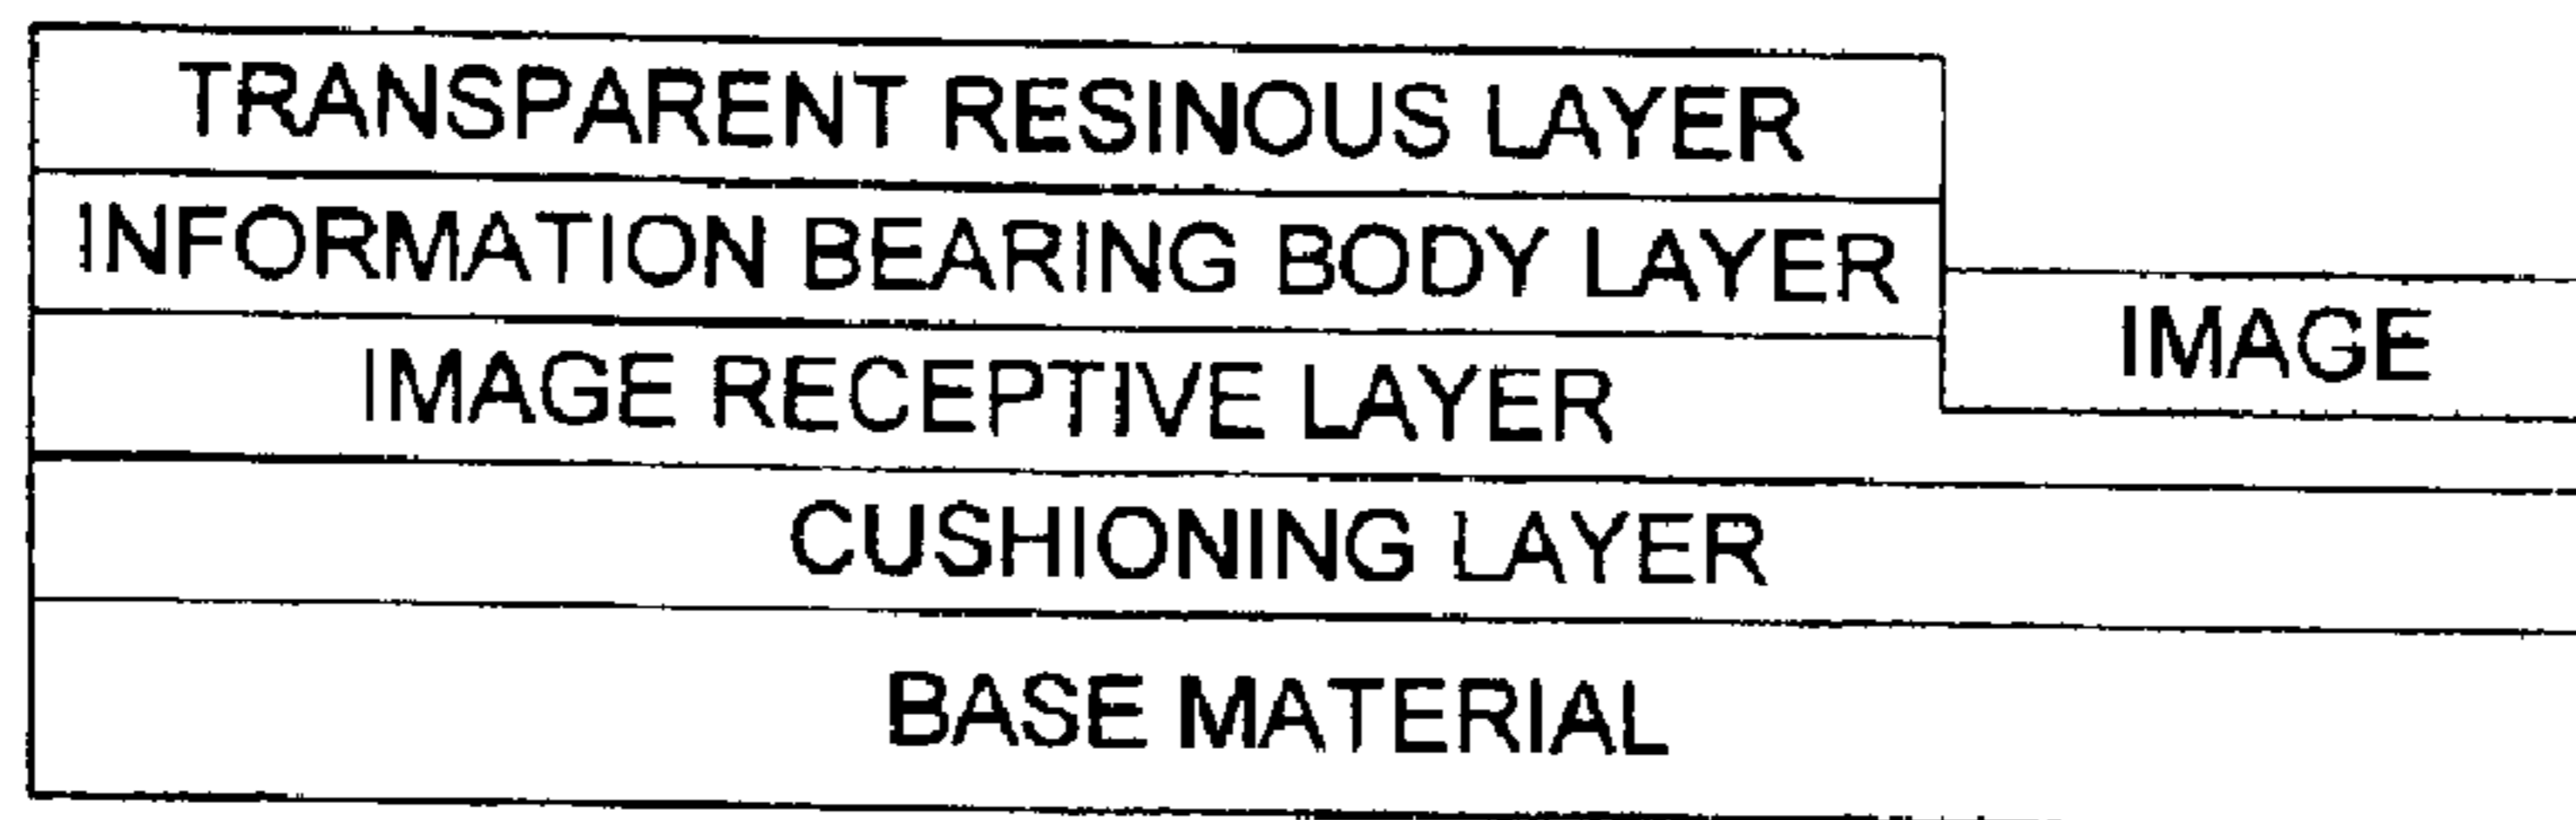 TRANSPARENT RESINOUS LAYER
INFORMATION BEARING BODY LAYER
IMAGE
IMAGE RECEPTIVE LAYER
CUSHIONING LAYER
BASE MATERIAL